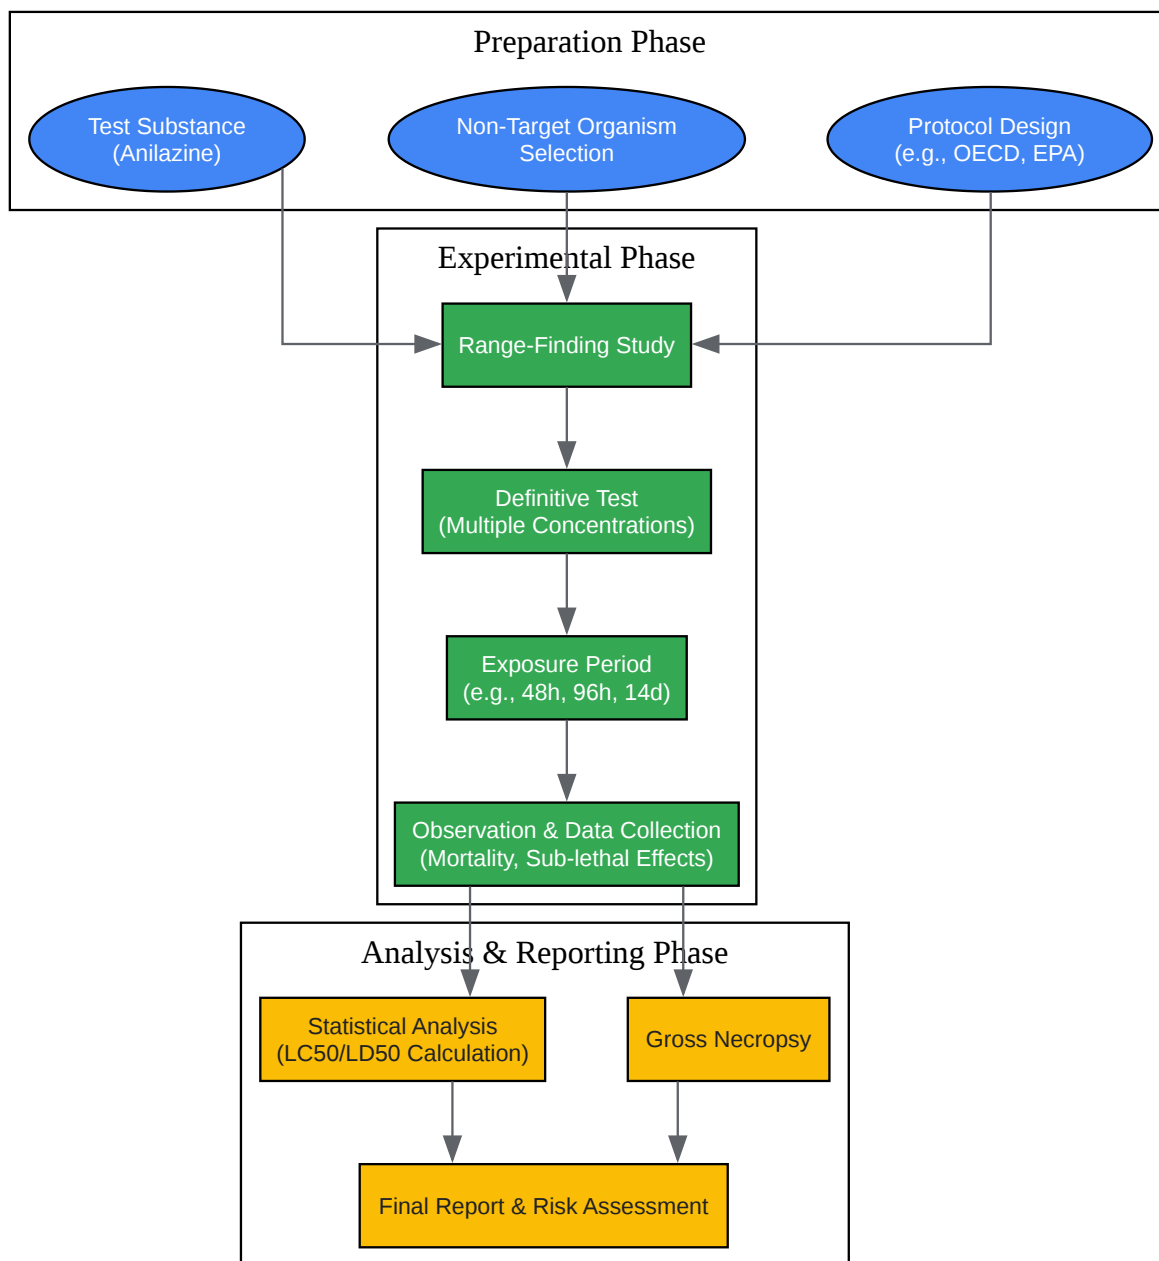 Preparation Phase
Test Substance
(Anilazine)
Non-Target Organism
Selection
Protocol Design
(e.g., OECD, EPA)
Experimental Phase
Range-Finding Study
Definitive Test
(Multiple Concentrations)
Exposure Period
(e.g., 48h, 96h, 14d)
Observation & Data Collection
(Mortality, Sub-lethal Effects)
Analysis & Reporting Phase
Statistical Analysis
(LC50/LD50 Calculation)
Gross Necropsy
Final Report & Risk Assessment